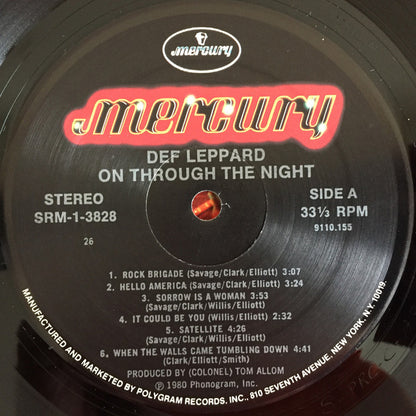 mercury
mercury
DEF LEPPARD
ON THROUGH THE NIGHT
STEREO
SRM-1-3828
SIDE A
33⅓ RPM
9110.155
26
1. ROCK BRIGADE (Savage/Clark/Elliott) 3:07
2. HELLO AMERICA (Savage/Clark/Elliott) 3:24
3. SORROW IS A WOMAN 3:53
(Savage/Clark/Willis/Elliott)
4. IT COULD BE YOU (Willis/Elliott) 2:32
5. SATELLITE 4:26
(Savage/Clark/Willis/Elliott)
6. WHEN THE WALLS CAME TUMBLING DOWN 4:41
(Clark/Elliott/Smith)
PRODUCED BY (COLONEL) TOM ALLOM
Ⓟ 1980 Phonogram, Inc.
MANUFACTURED AND MARKETED BY POLYGRAM RECORDS, INC., 810 SEVENTH AVENUE, NEW YORK, N.Y. 10019.